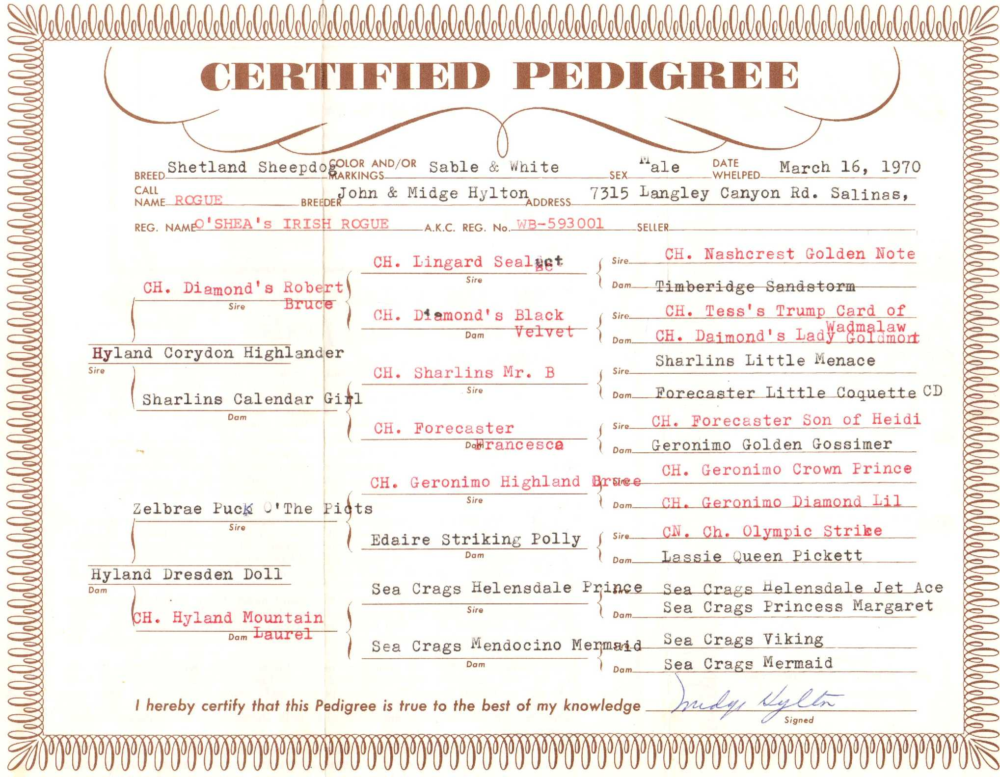 CERTIFIED PEDIGREE
BREED Shetland Sheepdog COLOR AND/OR MARKINGS Sable & White SEX Male DATE WHELPED March 16, 1970
CALL NAME ROGUE BREEDER John & Midge Hylton ADDRESS 7315 Langley Canyon Rd. Salinas,
REG. NAME O'SHEA's IRISH ROGUE A.K.C. REG. No. WB-593001 SELLER
Hyland Corydon Highlander
Sire
CH. Diamond's Robert
Bruce
Sire
Sharlins Calendar Girl
Dam
CH. Lingard Sealect
Sire
CH. Diamond's Black
Velvet
Dam
CH. Sharlins Mr. B
Sire
CH. Forecaster
Francesca
Dam
Sire CH. Nashcrest Golden Note
Dam Timberidge Sandstorm
Sire CH. Tess's Trump Card of
Wadmalaw
Dam CH. Daimond's Lady Goldmont
Sire Sharlins Little Menace
Dam Forecaster Little Coquette CD
Sire CH. Forecaster Son of Heidi
Dam Geronimo Golden Gossimer
Hyland Dresden Doll
Dam
Zelbrae Puck O'The Picts
Sire
CH. Hyland Mountain
Laurel
Dam
CH. Geronimo Highland Bruce
Sire
Edaire Striking Polly
Dam
Sea Crags Helensdale Prince
Sire
Sea Crags Mendocino Mermaid
Dam
Sire CH. Geronimo Crown Prince
Dam CH. Geronimo Diamond Lil
Sire CN. Ch. Olympic Strike
Dam Lassie Queen Pickett
Sire Sea Crags Helensdale Jet Ace
Dam Sea Crags Princess Margaret
Sire Sea Crags Viking
Dam Sea Crags Mermaid
I hereby certify that this Pedigree is true to the best of my knowledge Midge Hylton
Signed